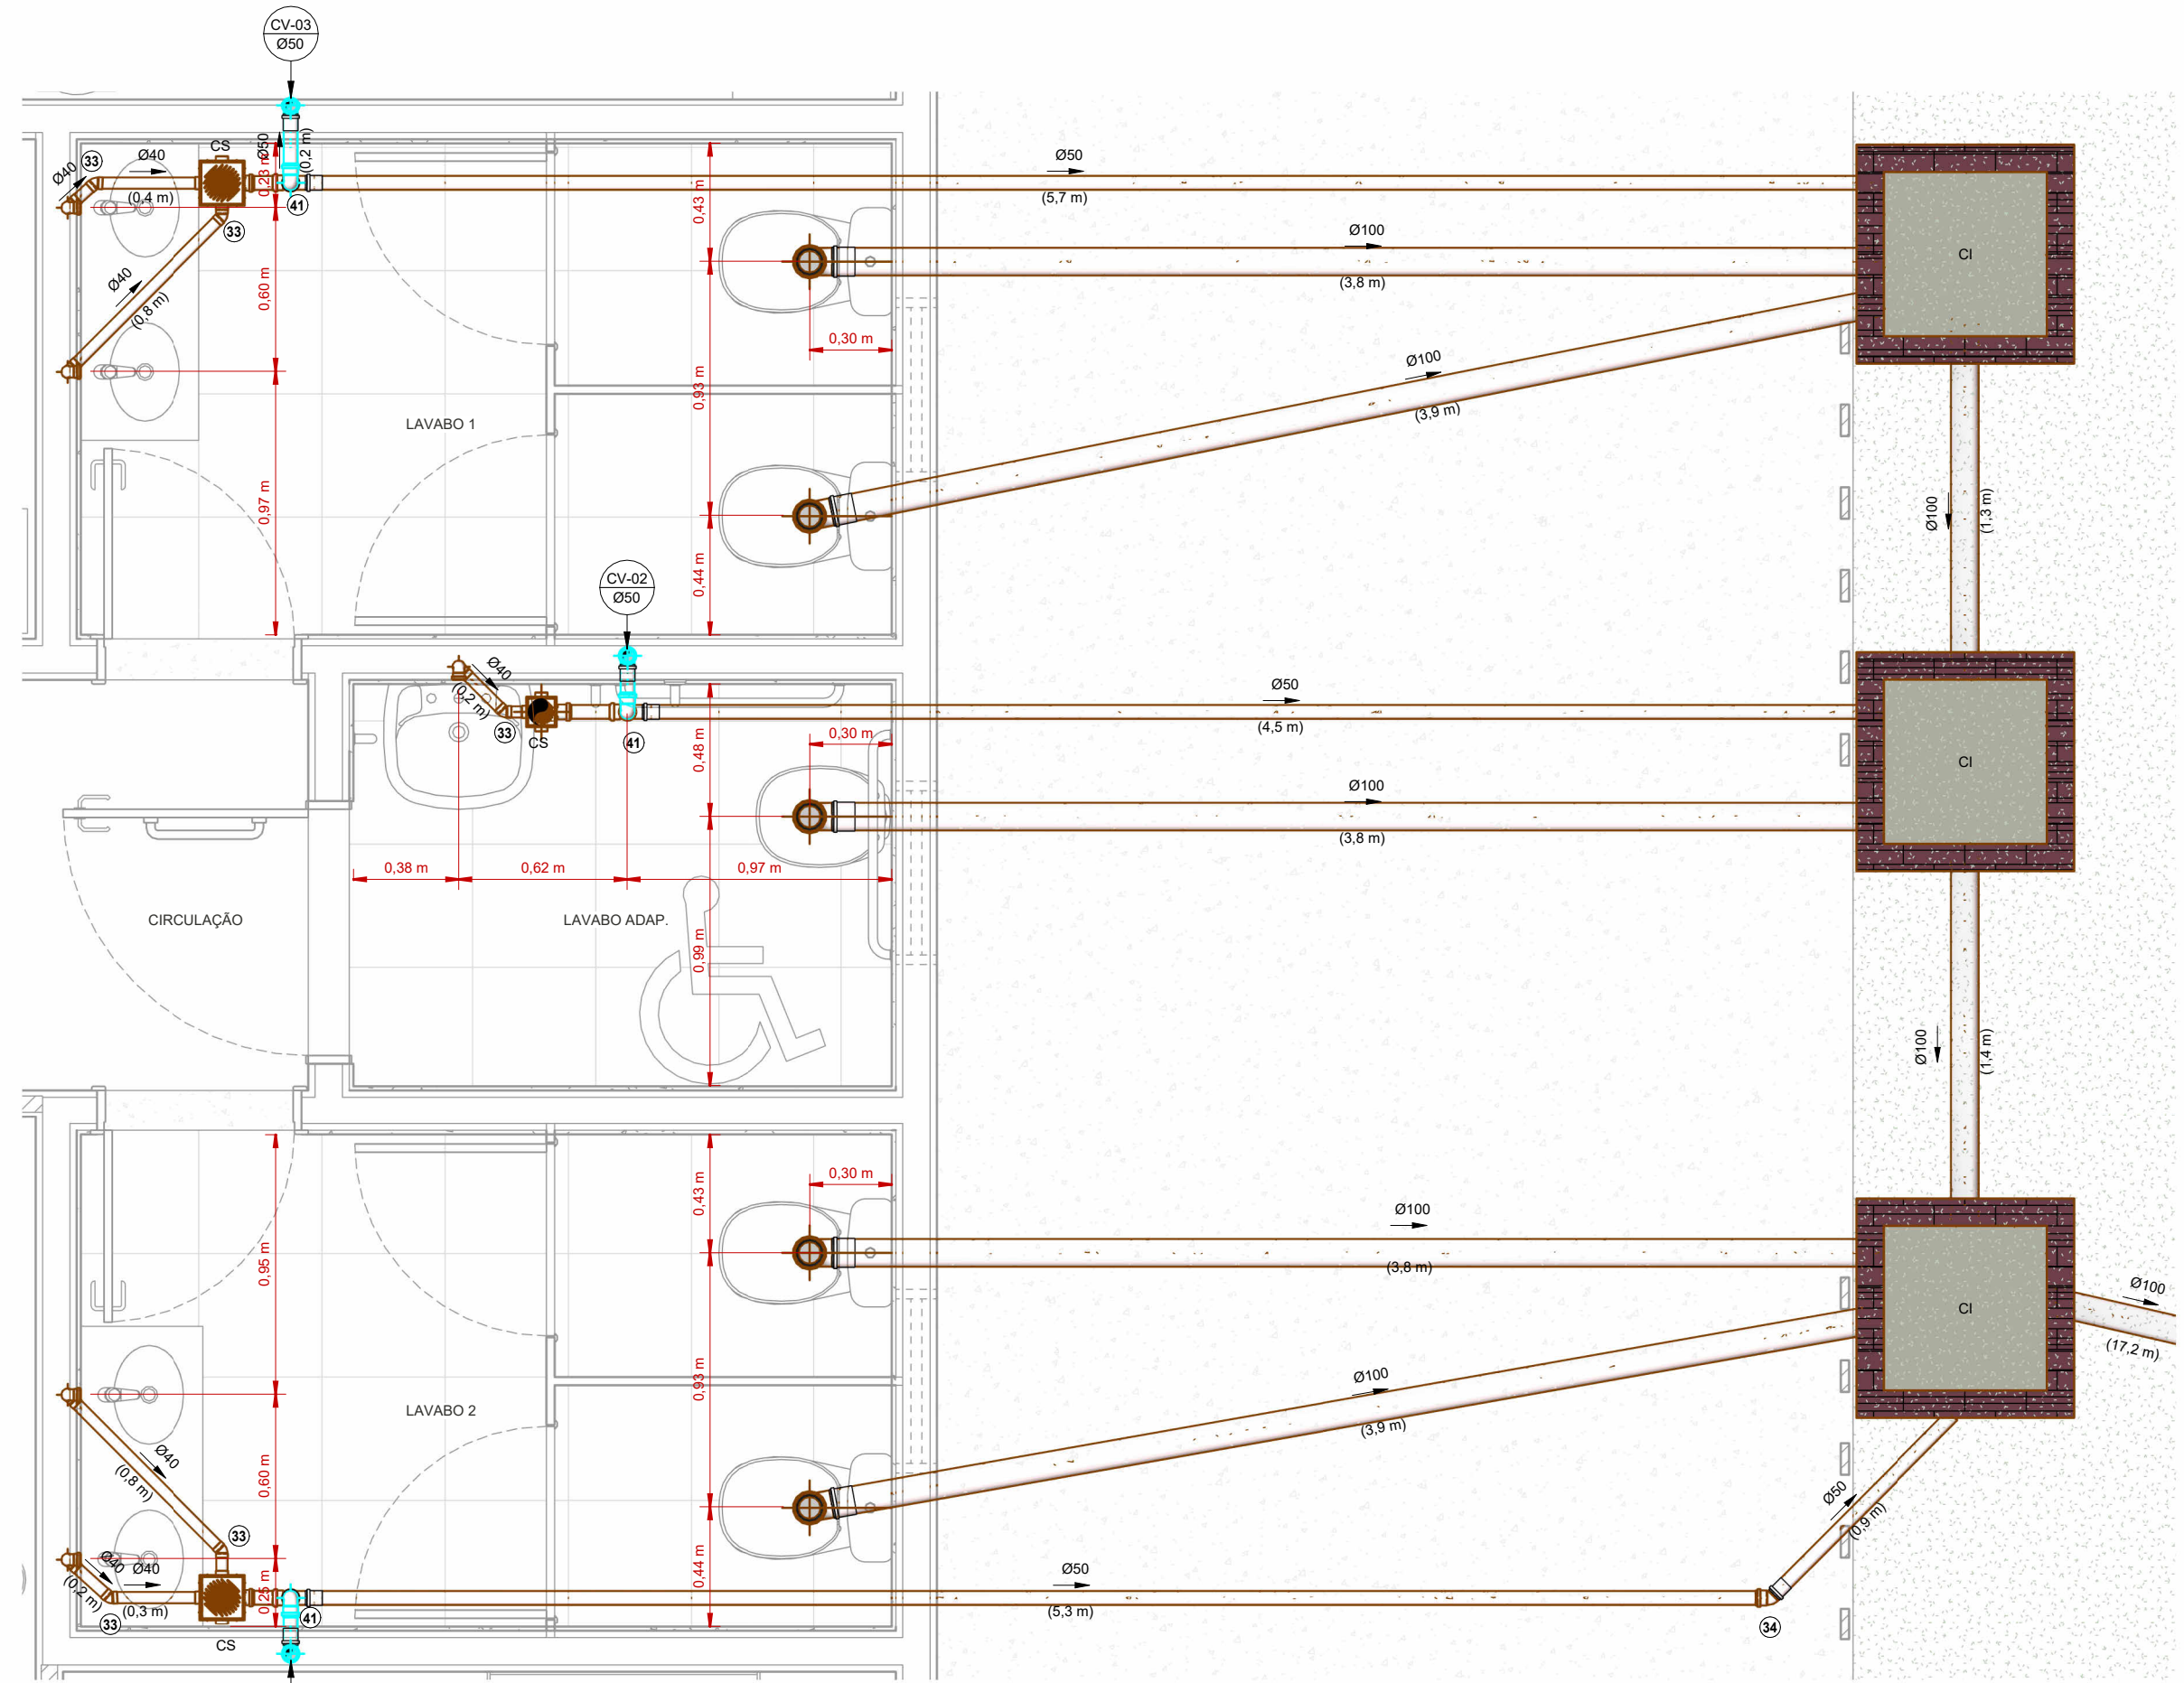 CV-03
Ø50
Ø40
33
Ø40
(0,4 m)
CS
Ø50
(0,2 m)
0,23 m
41
33
Ø40
(0,8 m)
0,60 m
0,97 m
LAVABO 1
0,43 m
0,30 m
0,93 m
0,44 m
Ø50
(5,7 m)
Ø100
(3,8 m)
Ø100
(3,9 m)
CI
Ø100
(1,3 m)
CV-02
Ø50
Ø40
(0,2 m)
33
CS
41
Ø50
(4,5 m)
0,48 m
0,30 m
Ø100
(3,8 m)
CI
0,38 m
0,62 m
0,97 m
CIRCULAÇÃO
LAVABO ADAP.
0,99 m
Ø100
(1,4 m)
0,95 m
0,43 m
0,30 m
Ø100
(3,8 m)
CI
Ø100
(17,2 m)
LAVABO 2
0,93 m
Ø100
(3,9 m)
Ø40
(0,8 m)
0,60 m
33
Ø40
(0,2 m)
Ø40
(0,3 m)
33
CS
0,25 m
41
0,44 m
Ø50
(5,3 m)
34
Ø50
(0,9 m)